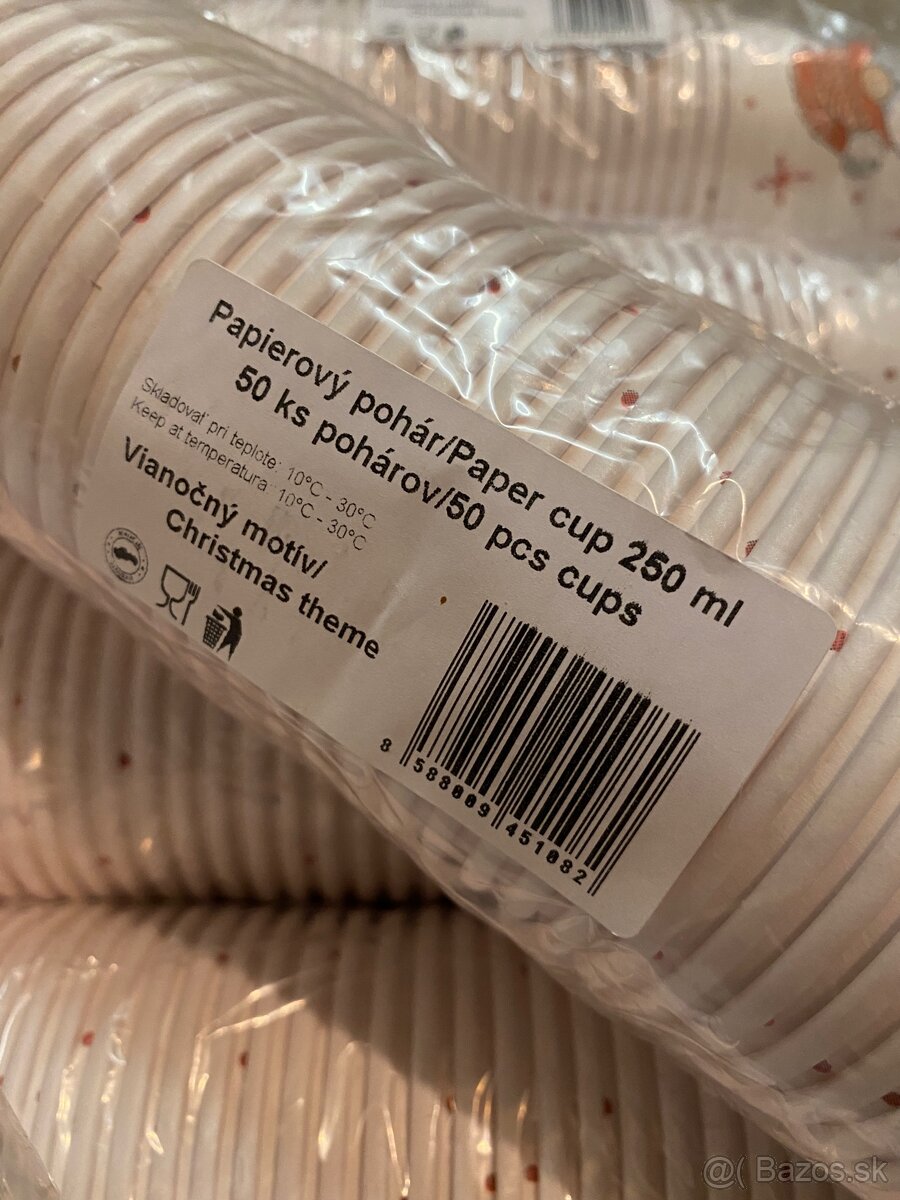 Papierový pohár/Paper cup 250 ml
50 ks pohárov/50 pcs cups
Skladovať pri teplote: 10°C - 30°C
Keep at temperatura 10°C - 30°C
Vianočný motív/
Christmas theme
8 588009 451082
@( Bazos.sk